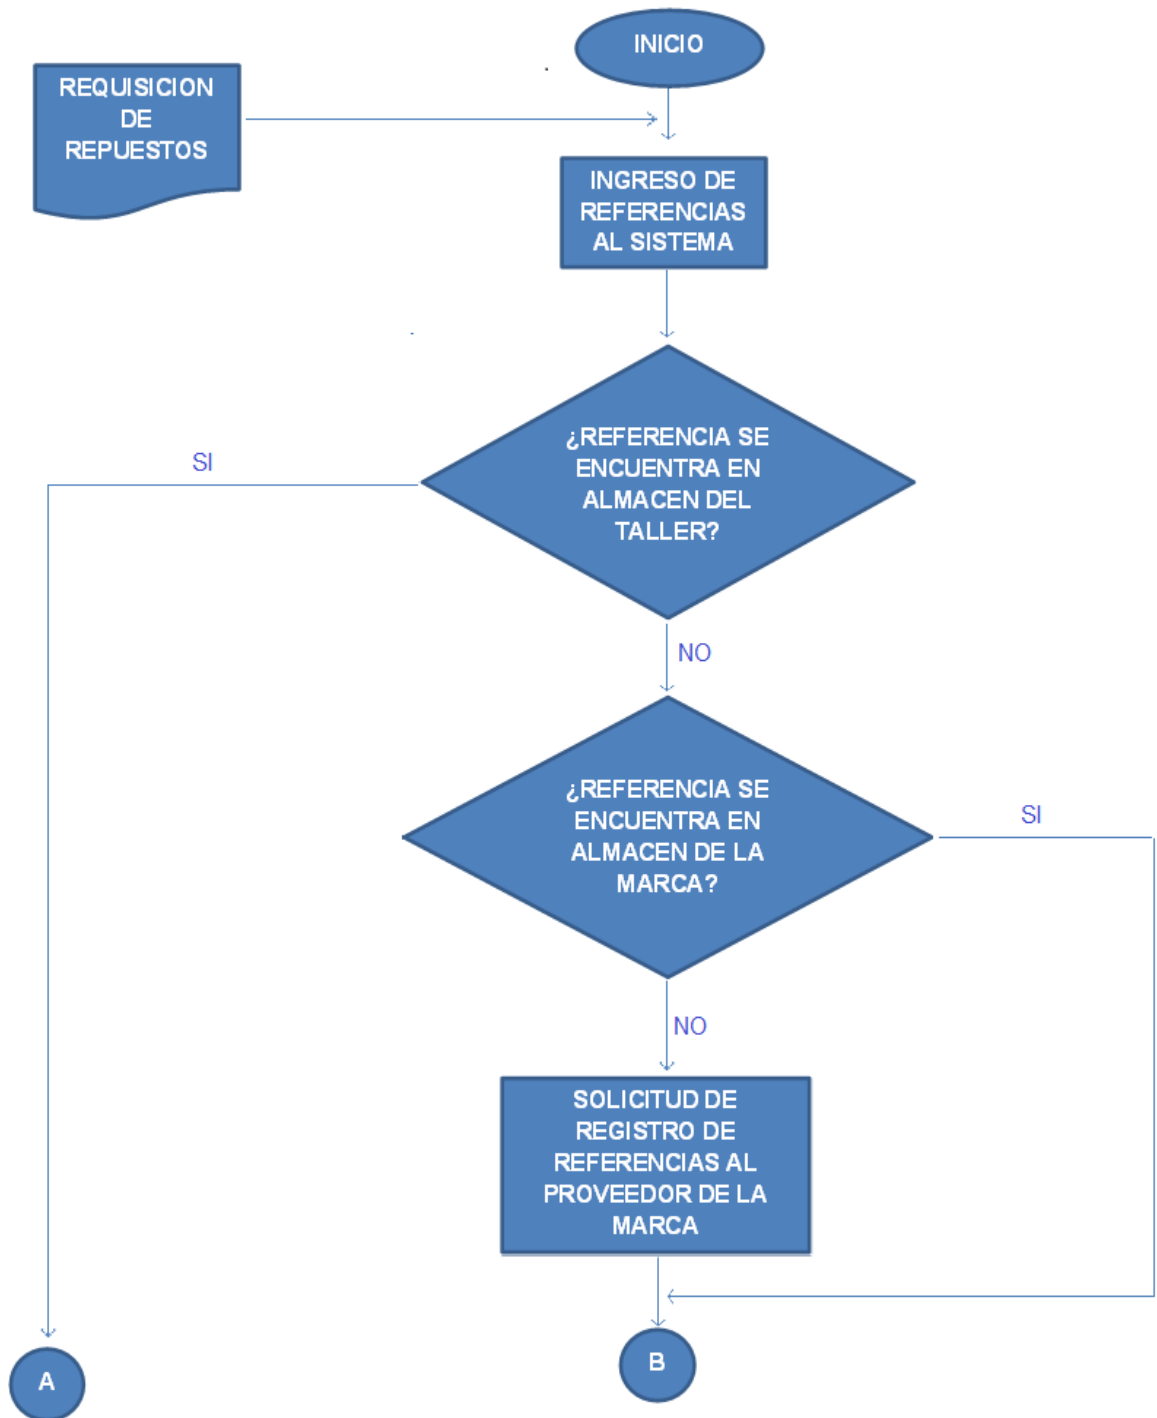 INICIO
REQUISICION
DE
REPUESTOS
INGRESO DE
REFERENCIAS
AL SISTEMA
¿REFERENCIA SE
ENCUENTRA EN
ALMACEN DEL
TALLER?
SI
NO
¿REFERENCIA SE
ENCUENTRA EN
ALMACEN DE LA
MARCA?
SI
NO
SOLICITUD DE
REGISTRO DE
REFERENCIAS AL
PROVEEDOR DE LA
MARCA
A
B